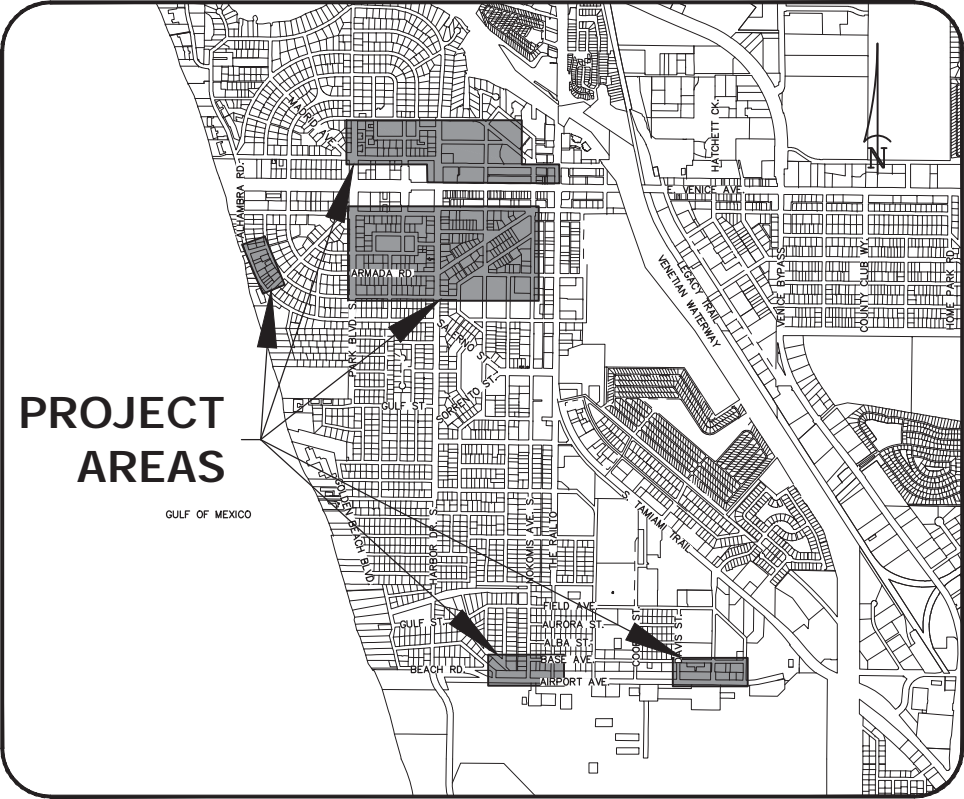 MADRID AVE.
HATCHETT CK.
N
ALHAMBRA RD.
E. VENICE AVE.
ARMADA RD.
LEGACY TRAIL
VENETIAN WATERWAY
VENICE BYPASS
COUNTY CLUB WY.
HOME PARK RD.
PARK BLVD. S.
SALERNO ST.
SORRENTO ST.
GULF ST.
PROJECT
AREAS
GULF OF MEXICO
GOLDEN BEACH BLVD.
HARBOR DR. S.
NOKOMIS AVE. S.
THE RIALTO
S. TAMIAMI TRAIL
FIELD AVE.
GULF ST.
AURORA ST.
ALBA ST.
BASE AVE.
BEACH RD.
AIRPORT AVE.